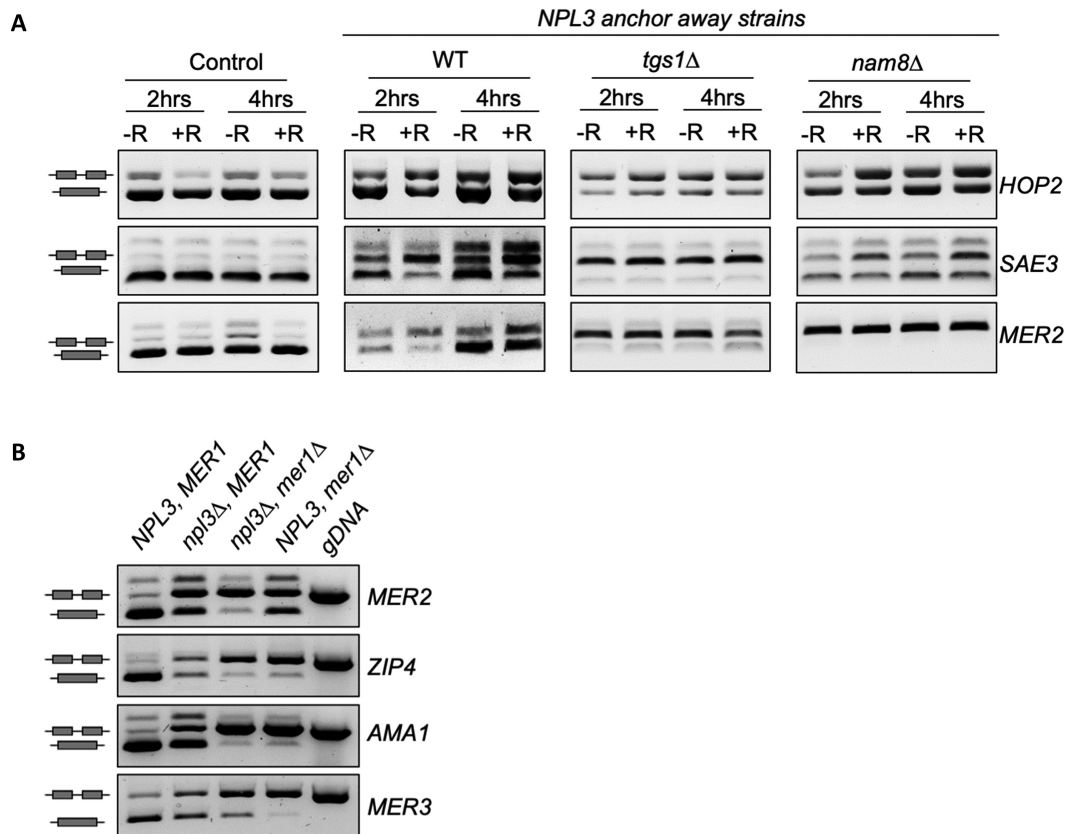 A
NPL3 anchor away strains
Control WT tgs1Δ nam8Δ
2hrs 4hrs 2hrs 4hrs 2hrs 4hrs 2hrs 4hrs
-R +R -R +R -R +R -R +R -R +R -R +R -R +R -R +R
HOP2
SAE3
MER2
B
NPL3, MER1 npl3Δ, MER1 npl3Δ, mer1Δ NPL3, mer1Δ gDNA
MER2
ZIP4
AMA1
MER3